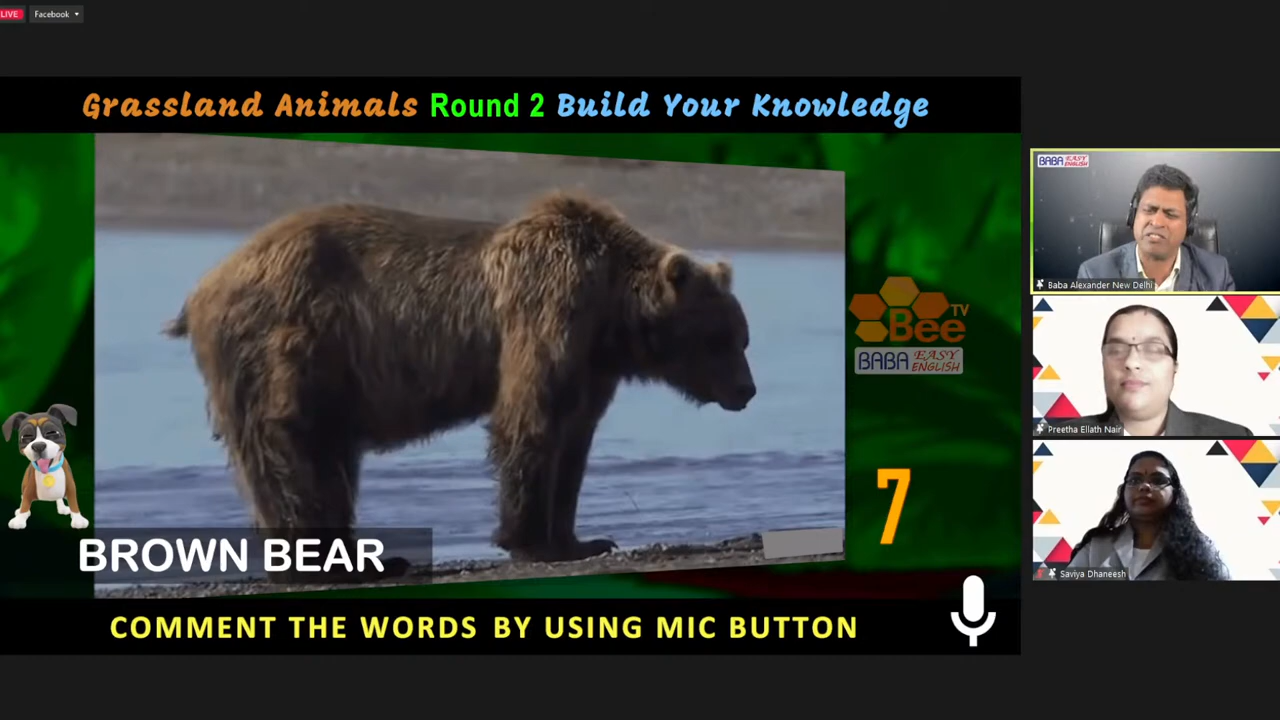 LIVE
Facebook
Grassland Animals Round 2 Build Your Knowledge
BABA EASY ENGLISH
Baba Alexander New Delhi
Bee TV
BABA EASY ENGLISH
Preetha Ellath Nair
7
BROWN BEAR
Saviya Dhaneesh
COMMENT THE WORDS BY USING MIC BUTTON